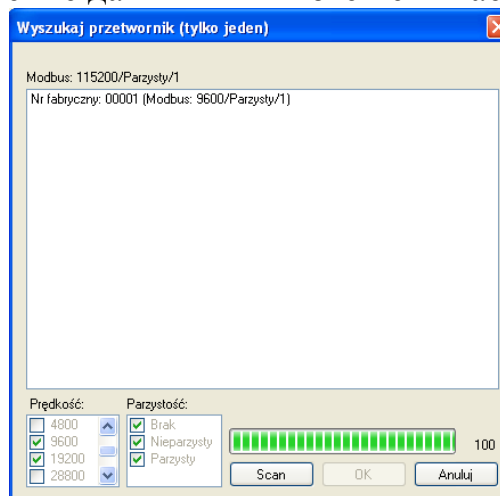 Wyszukaj przetwornik (tylko jeden)
Modbus: 115200/Parzysty/1
Nr fabryczny: 00001 (Modbus: 9600/Parzysty/1)
Prędkość:
Parzystość:
4800
9600
19200
28800
Brak
Nieparzysty
Parzysty
100
Scan
OK
Anuluj